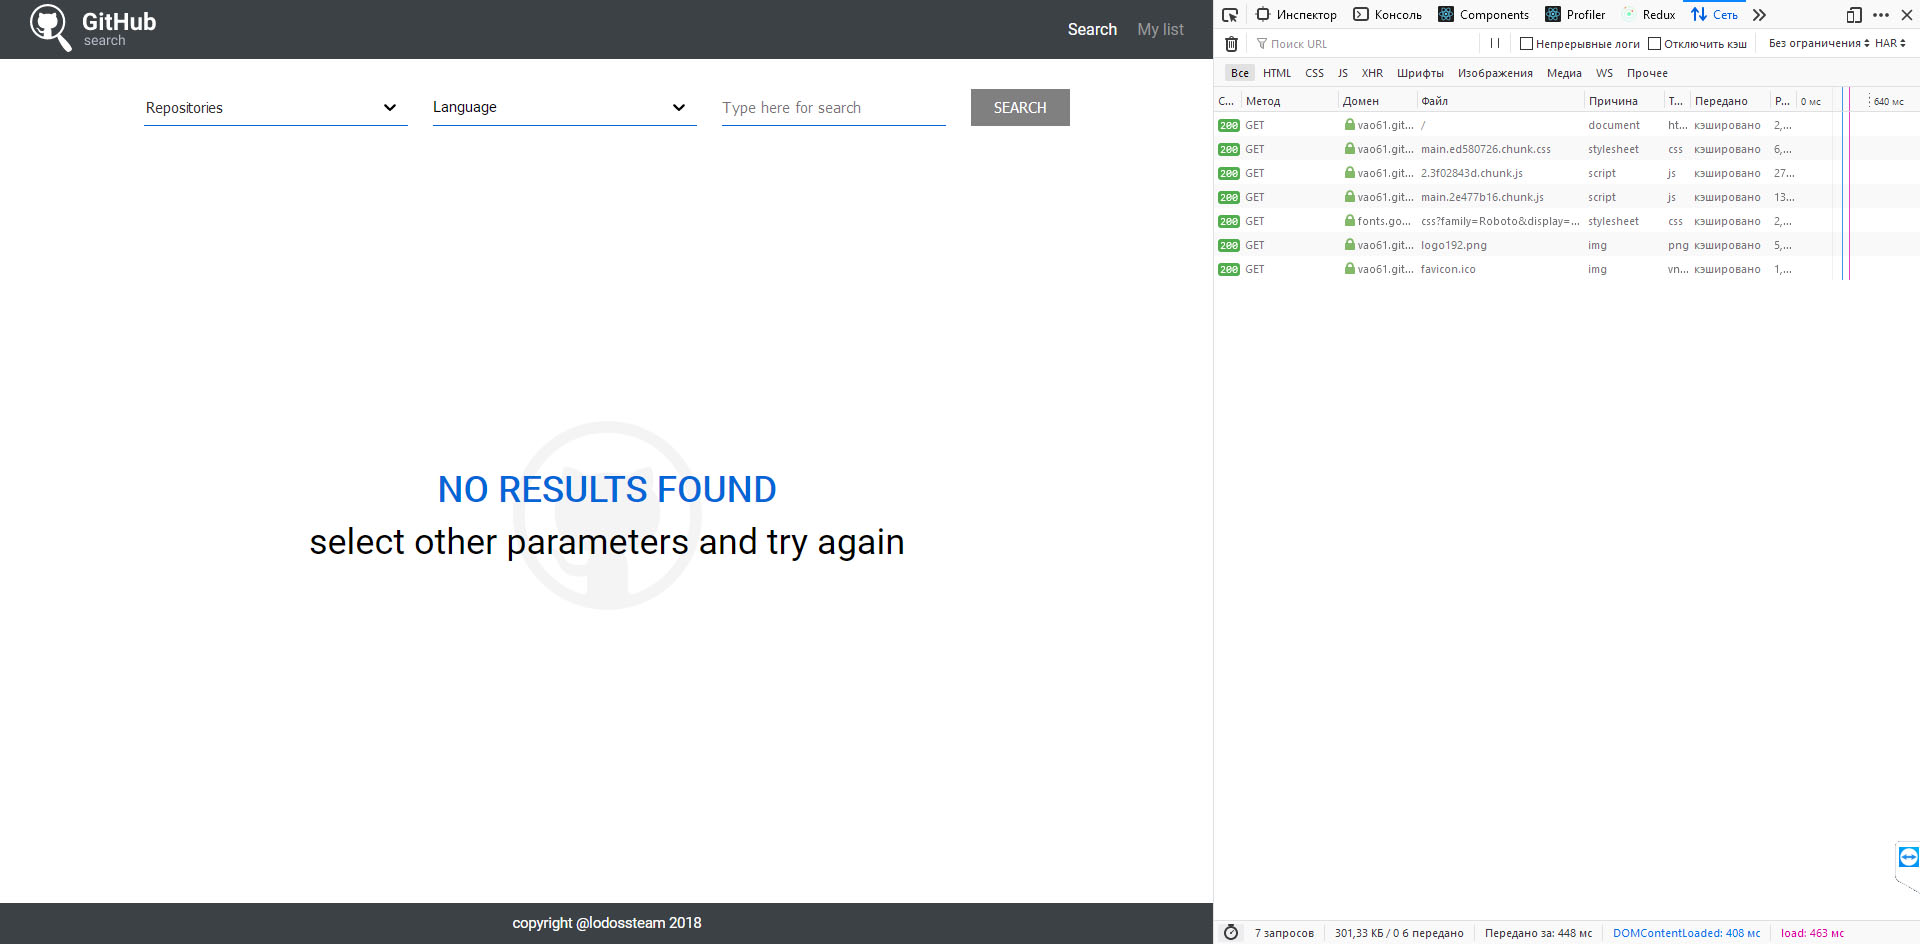 GitHub
search
Search My list
Repositories
Language
Type here for search
SEARCH
NO RESULTS FOUND
select other parameters and try again
copyright @lodossteam 2018
Инспектор Консоль Components Profiler Redux Сеть
Поиск URL
Непрерывные логи Отключить кэш Без ограничения HAR
Все HTML CSS JS XHR Шрифты Изображения Медиа WS Прочее
С... Метод Домен Файл Причина Т... Передано Р... 0 мс 640 мс
200 GET vao61.git... / document ht... кэшировано 2,...
200 GET vao61.git... main.ed580726.chunk.css stylesheet css кэшировано 6,...
200 GET vao61.git... 2.3f02843d.chunk.js script js кэшировано 27...
200 GET vao61.git... main.2e477b16.chunk.js script js кэшировано 13...
200 GET fonts.go... css?family=Roboto&display=... stylesheet css кэшировано 2,...
200 GET vao61.git... logo192.png img png кэшировано 5,...
200 GET vao61.git... favicon.ico img vn... кэшировано 1,...
7 запросов 301,33 КБ / 0 б передано Передано за: 448 мс DOMContentLoaded: 408 мс load: 463 мс